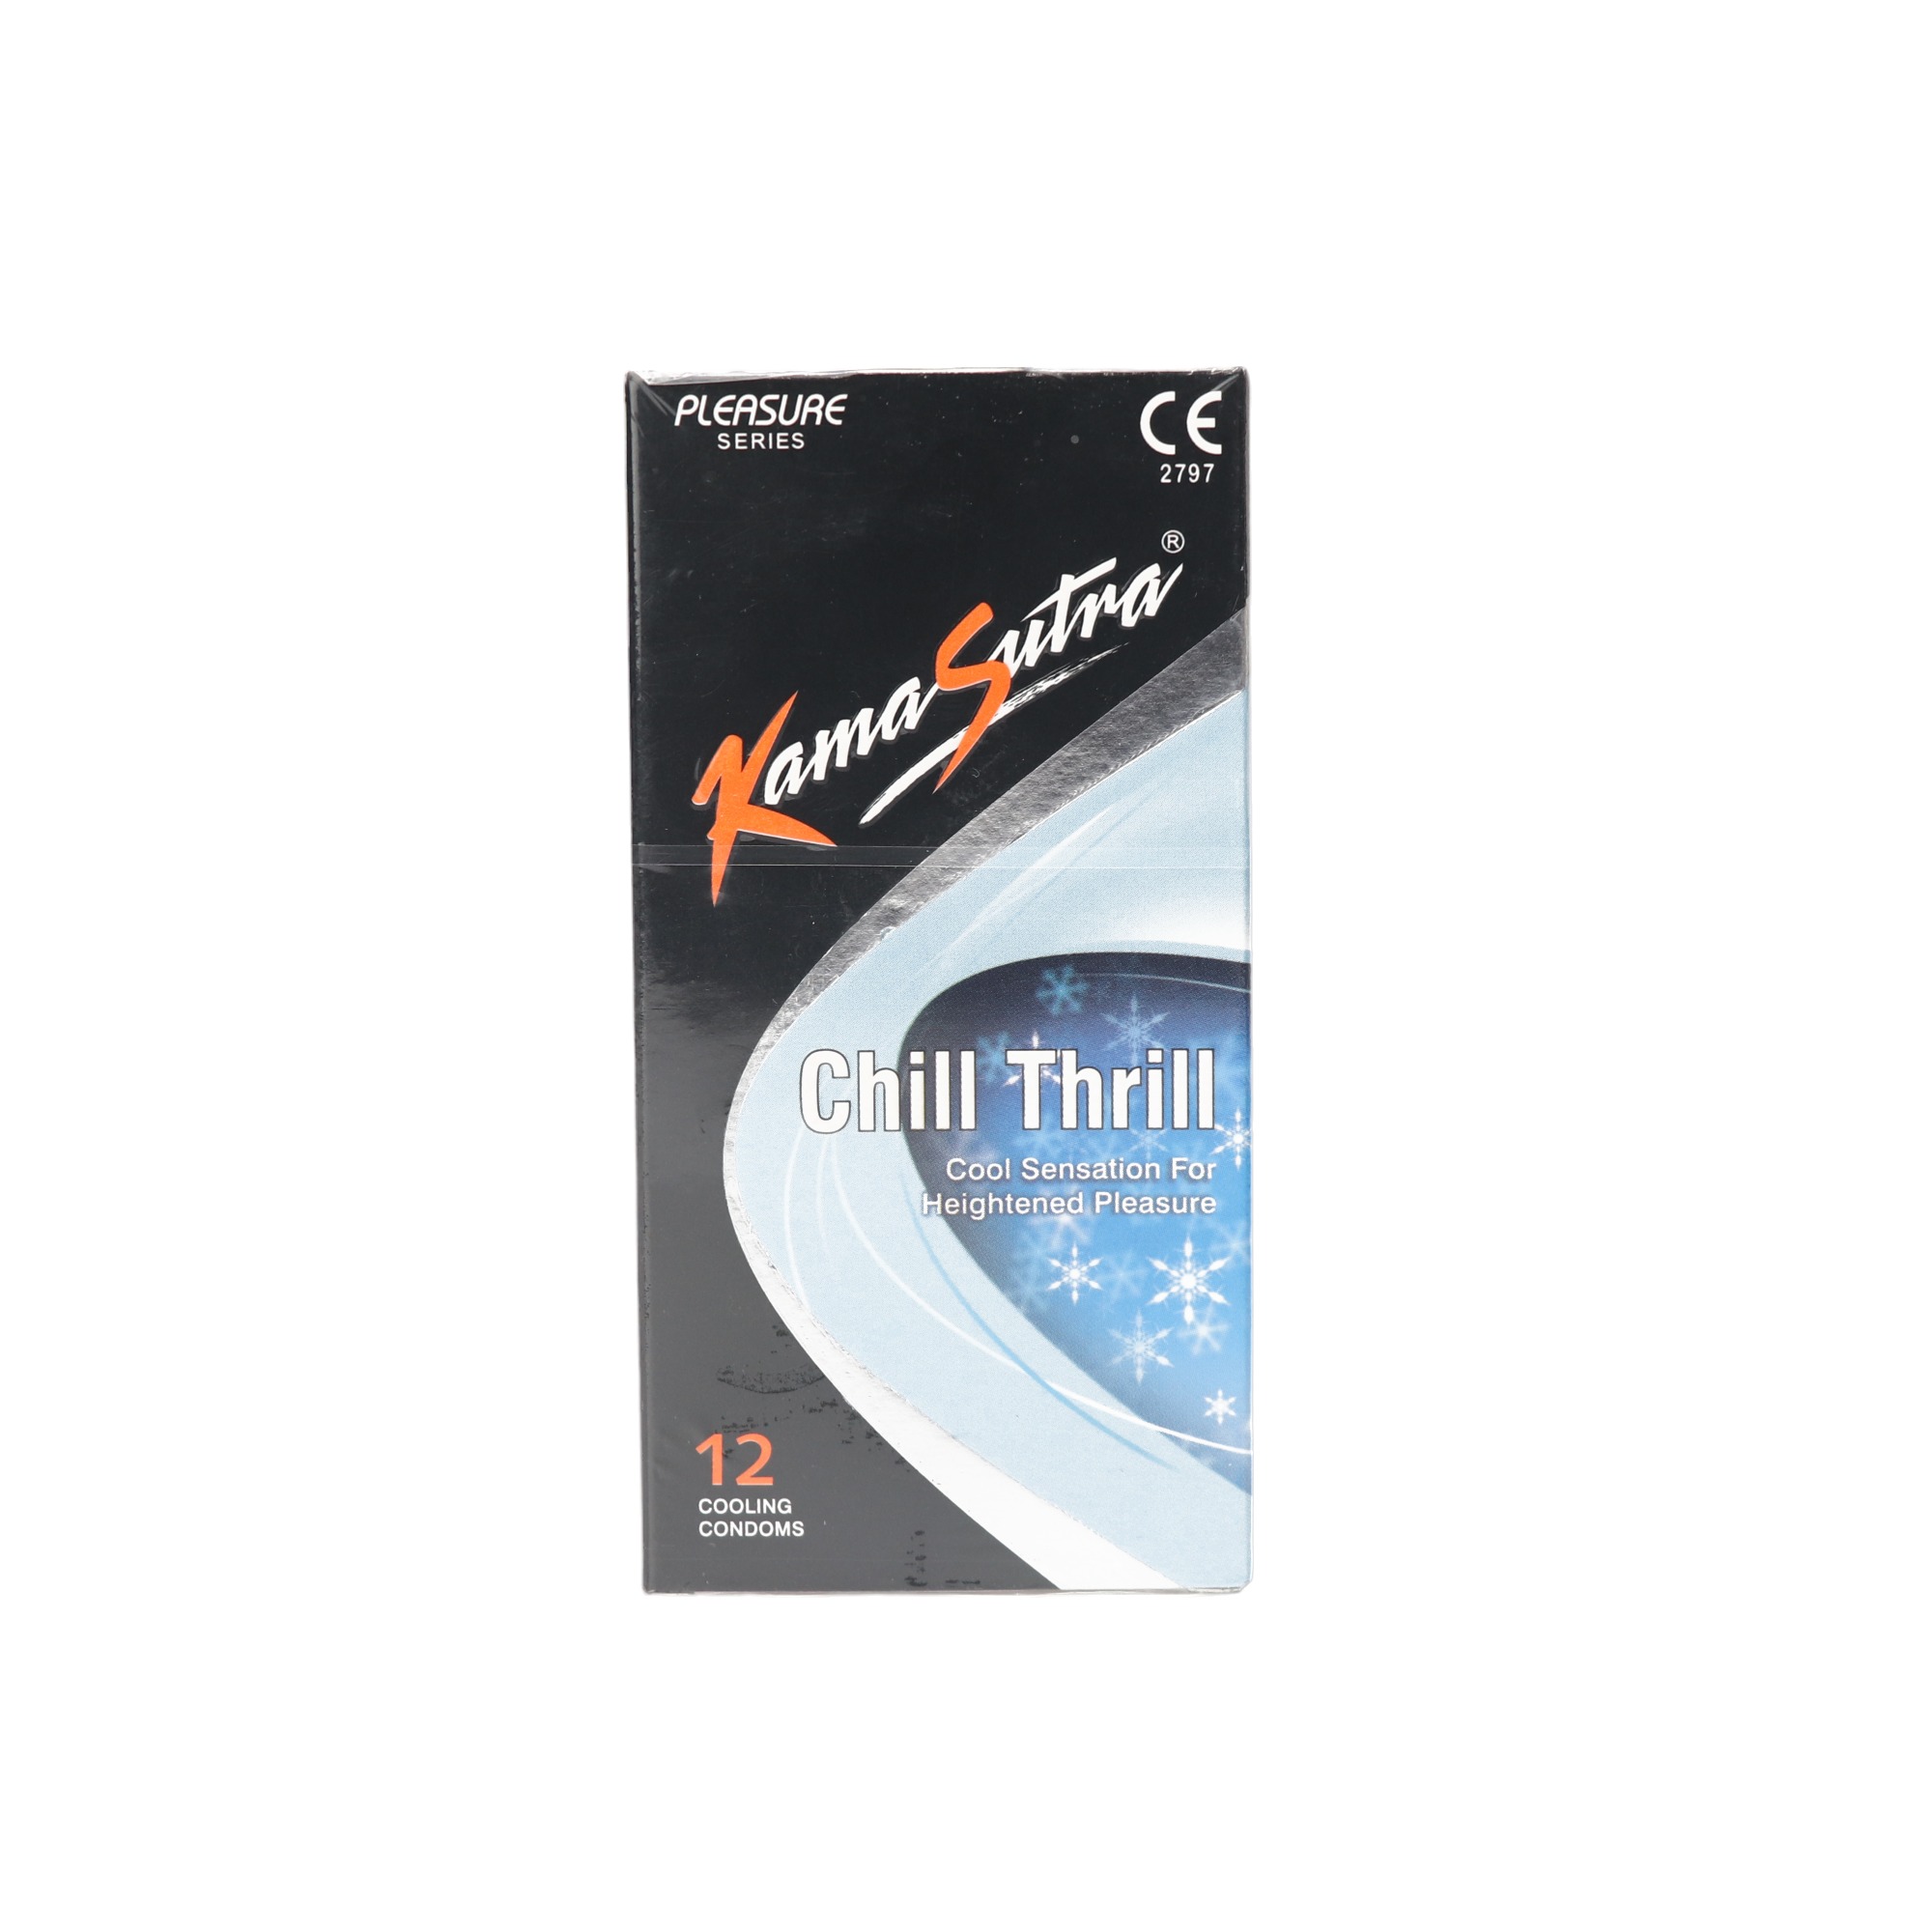 PLEASURE
SERIES
CE
2797
KamaSutra®
Chill Thrill
Cool Sensation For
Heightened Pleasure
12
COOLING
CONDOMS